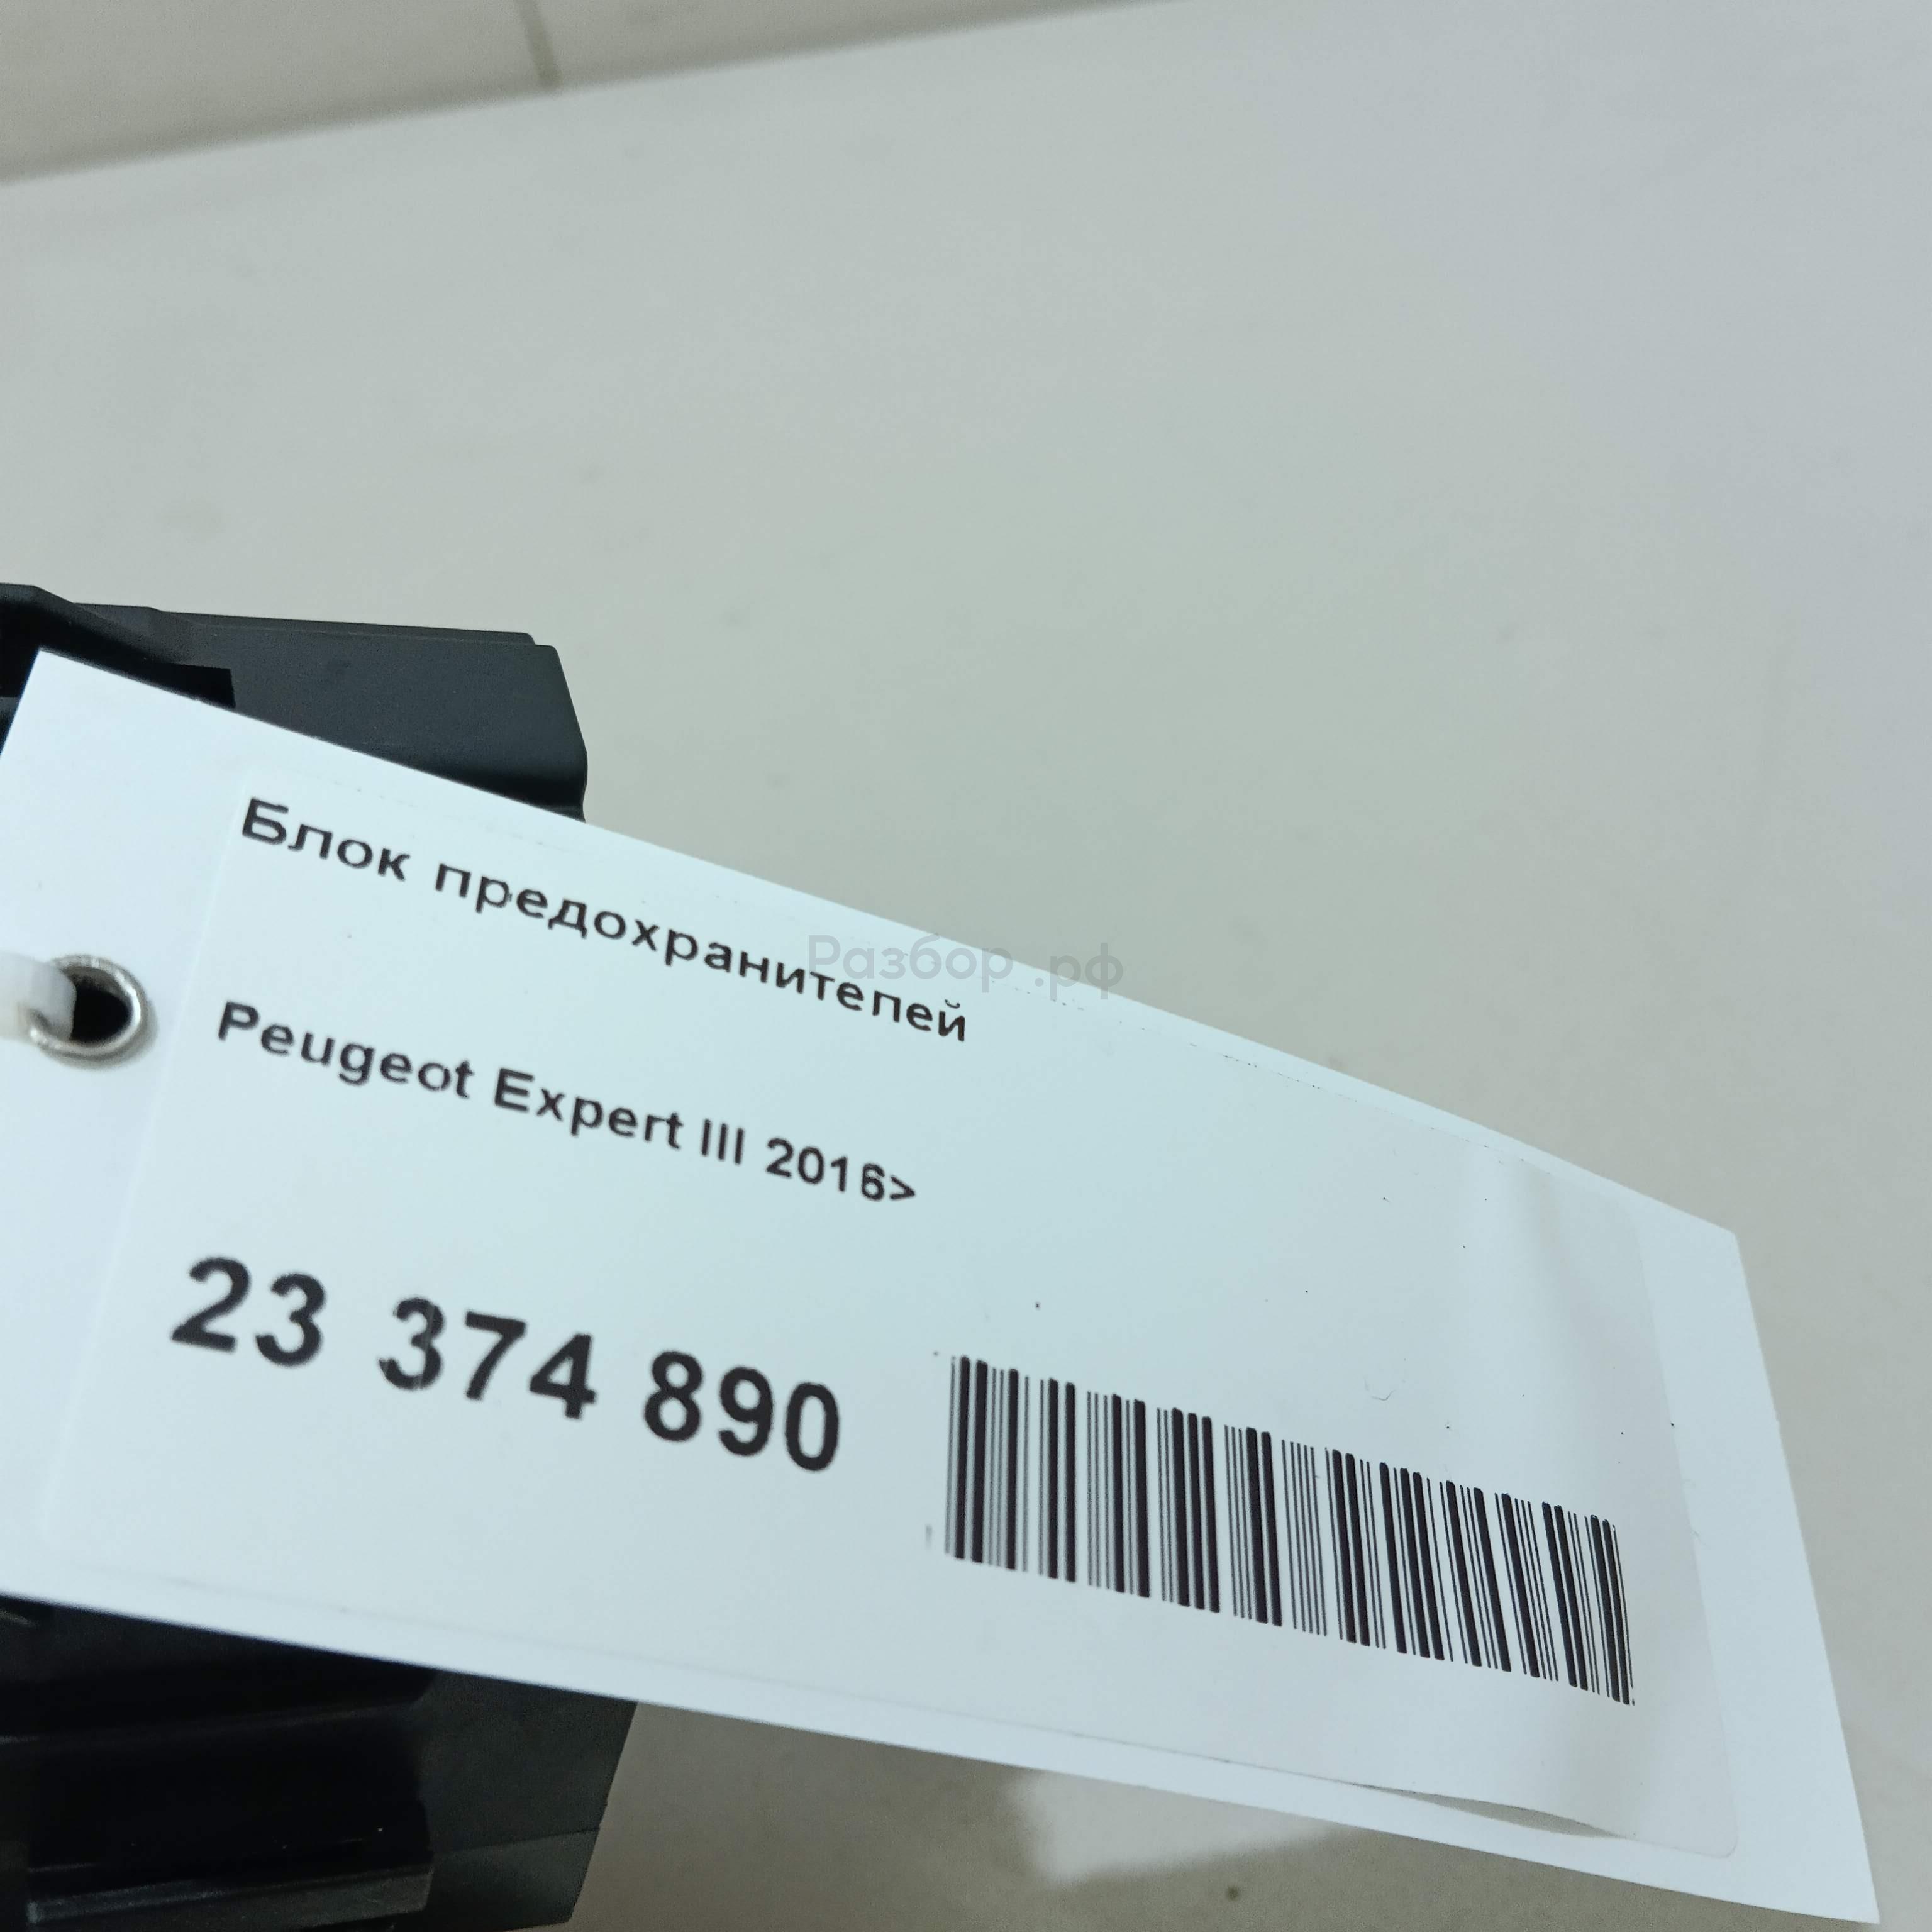 Блок предохранителей
Разбор.рф
Peugeot Expert III 2016>
23 374 890